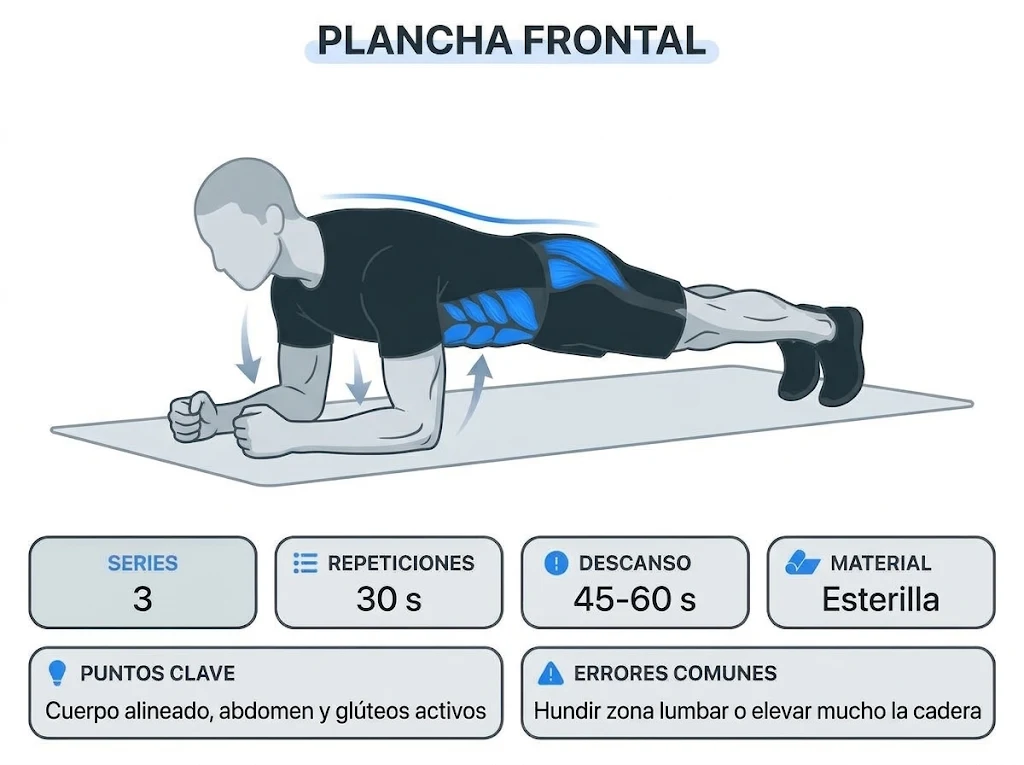 PLANCHA FRONTAL
SERIES
3
REPETICIONES
30 s
DESCANSO
45-60 s
MATERIAL
Esterilla
PUNTOS CLAVE
Cuerpo alineado, abdomen y glúteos activos
ERRORES COMUNES
Hundir zona lumbar o elevar mucho la cadera